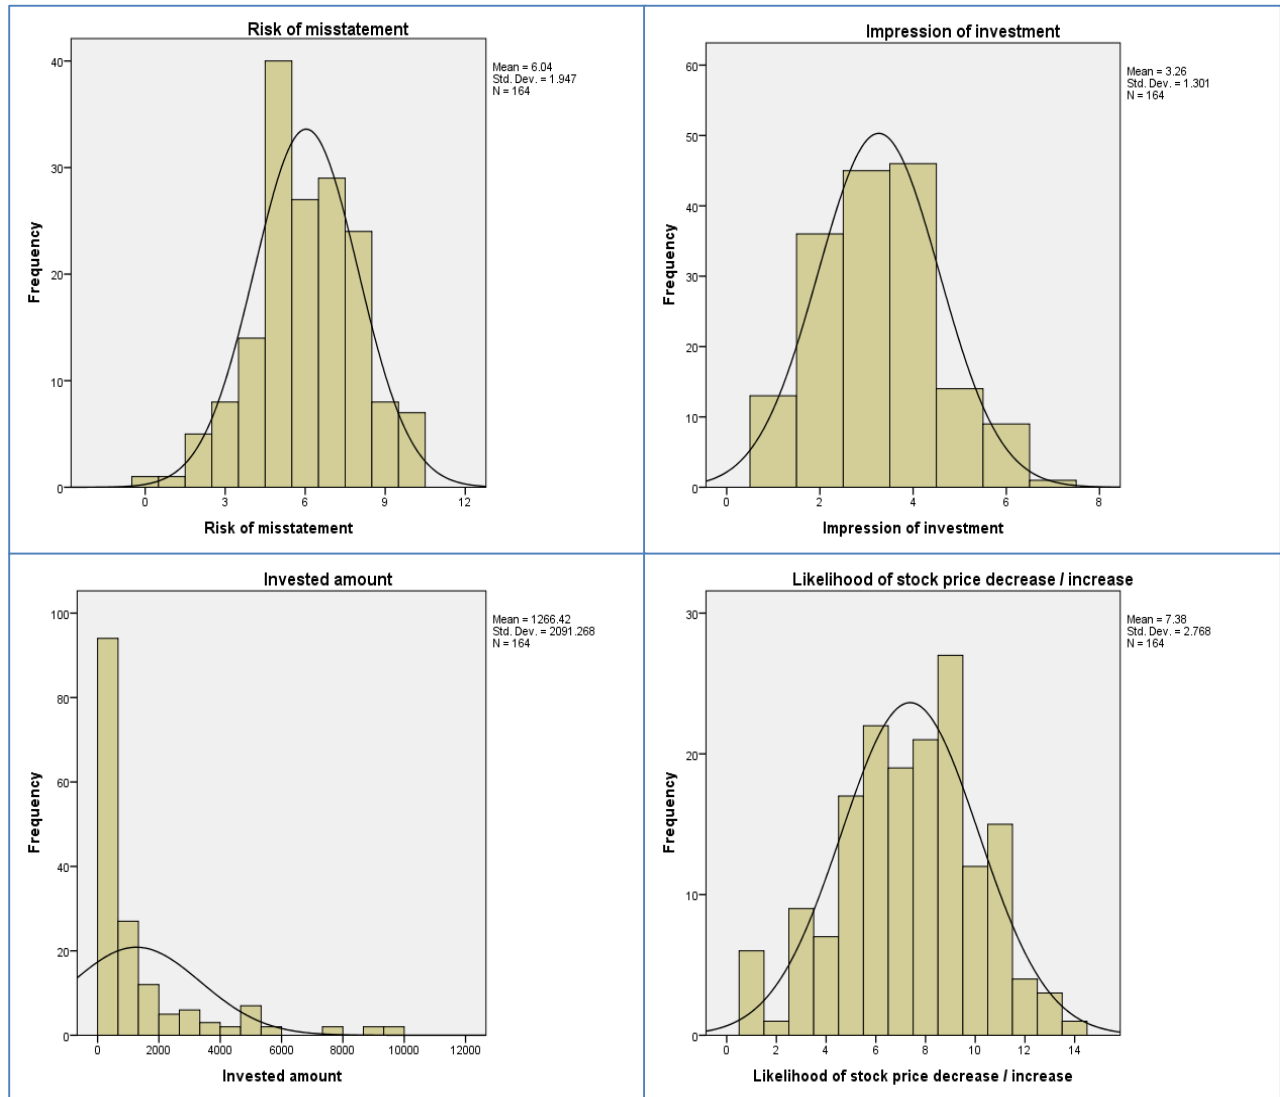 Risk of misstatement
Mean = 6.04
Std. Dev. = 1.947
N = 164
40
30
20
10
0
Frequency
0 3 6 9 12
Risk of misstatement
Impression of investment
Mean = 3.26
Std. Dev. = 1.301
N = 164
60
50
40
30
20
10
0
Frequency
0 2 4 6 8
Impression of investment
Invested amount
Mean = 1266.42
Std. Dev. = 2091.268
N = 164
100
80
60
40
20
0
Frequency
0 2000 4000 6000 8000 10000 12000
Invested amount
Likelihood of stock price decrease / increase
Mean = 7.38
Std. Dev. = 2.768
N = 164
30
20
10
0
Frequency
0 2 4 6 8 10 12 14
Likelihood of stock price decrease / increase